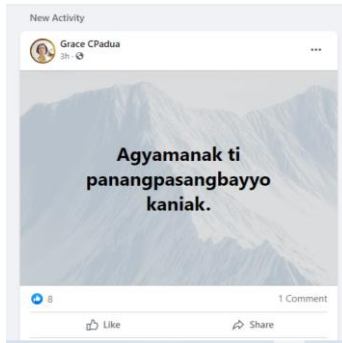 New Activity
Grace CPadua
3h
Agyamanak ti
panangpasangbayyo
kaniak.
8
1 Comment
Like
Share